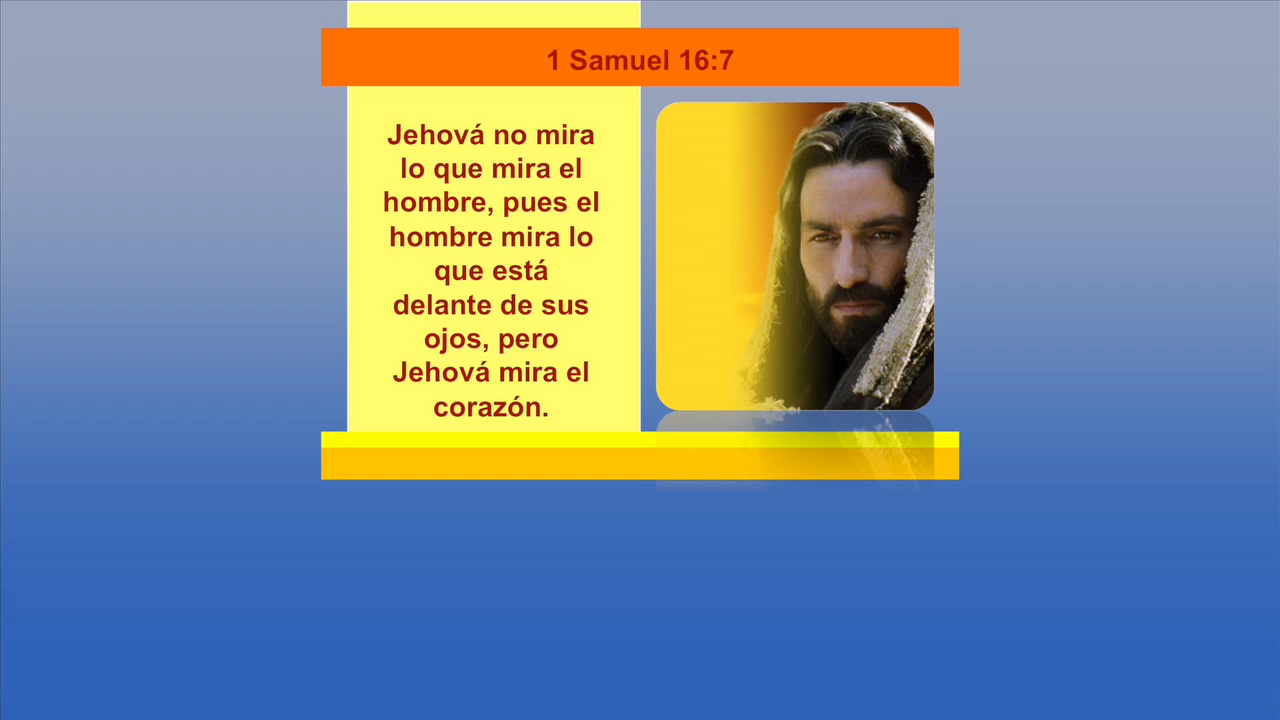 1 Samuel 16:7
Jehová no mira
lo que mira el
hombre, pues el
hombre mira lo
que está
delante de sus
ojos, pero
Jehová mira el
corazón.